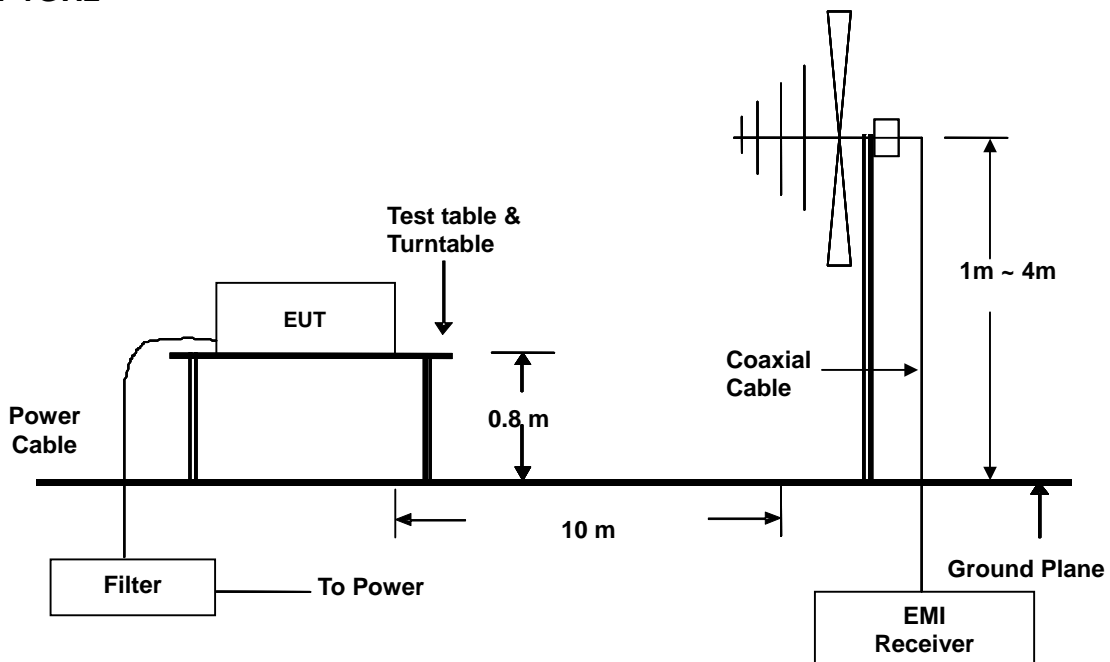 Test table &
Turntable
EUT
1m ~ 4m
Coaxial
Cable
0.8 m
Power
Cable
10 m
Filter
To Power
Ground Plane
EMI
Receiver